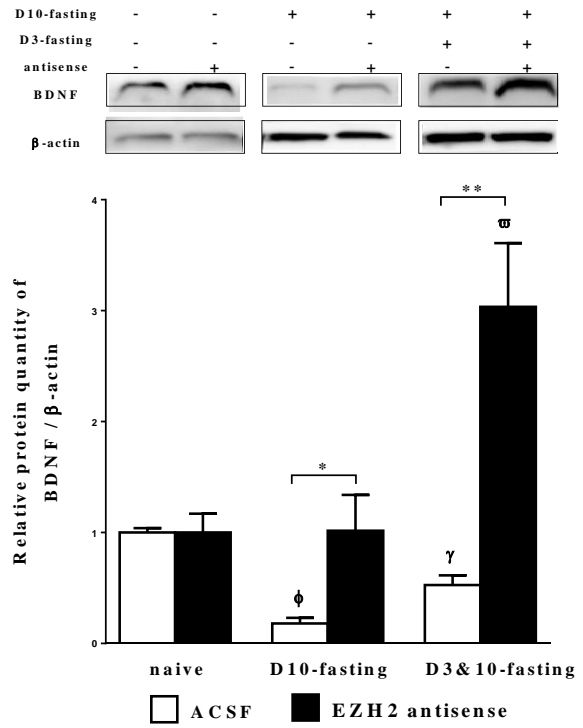 D10-fasting - - + + + +
D3-fasting - - - - + +
antisense - + - + - +
BDNF
β-actin
Relative protein quantity of
BDNF / β-actin
4
3
2
1
0
**
ϖ
*
ϕ
γ
naive D10-fasting D3&10-fasting
ACSF EZH2 antisense